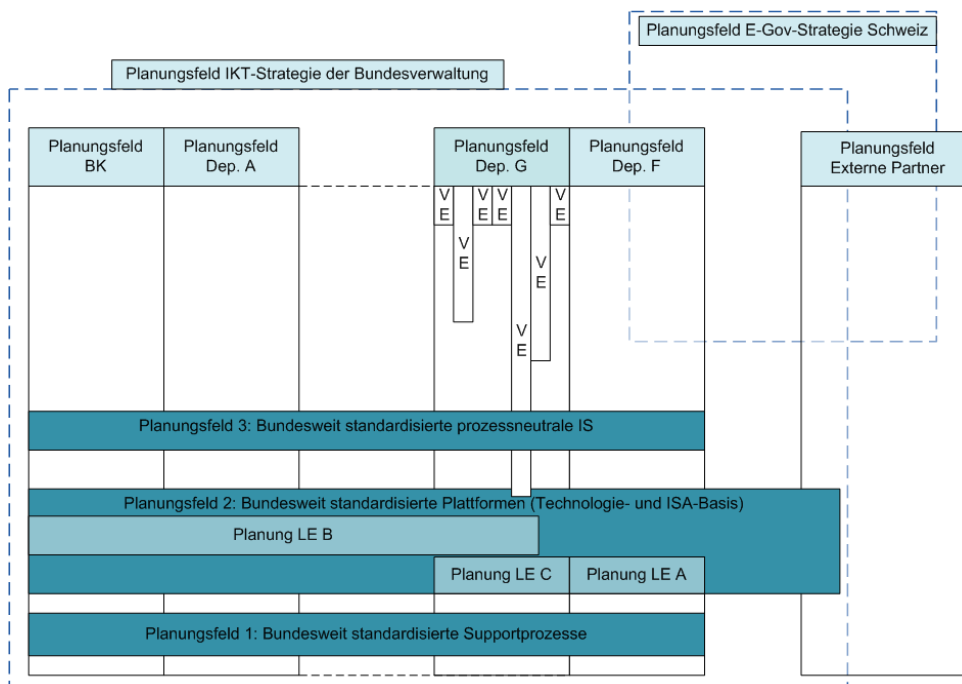 Planungsfeld E-Gov-Strategie Schweiz
Planungsfeld IKT-Strategie der Bundesverwaltung
Planungsfeld
BK
Planungsfeld
Dep. A
Planungsfeld
Dep. G
Planungsfeld
Dep. F
Planungsfeld
Externe Partner
V
E
V
E
V
E
V
E
V
E
V
E
V
E
Planungsfeld 3: Bundesweit standardisierte prozessneutrale IS
Planungsfeld 2: Bundesweit standardisierte Plattformen (Technologie- und ISA-Basis)
Planung LE B
Planung LE C
Planung LE A
Planungsfeld 1: Bundesweit standardisierte Supportprozesse